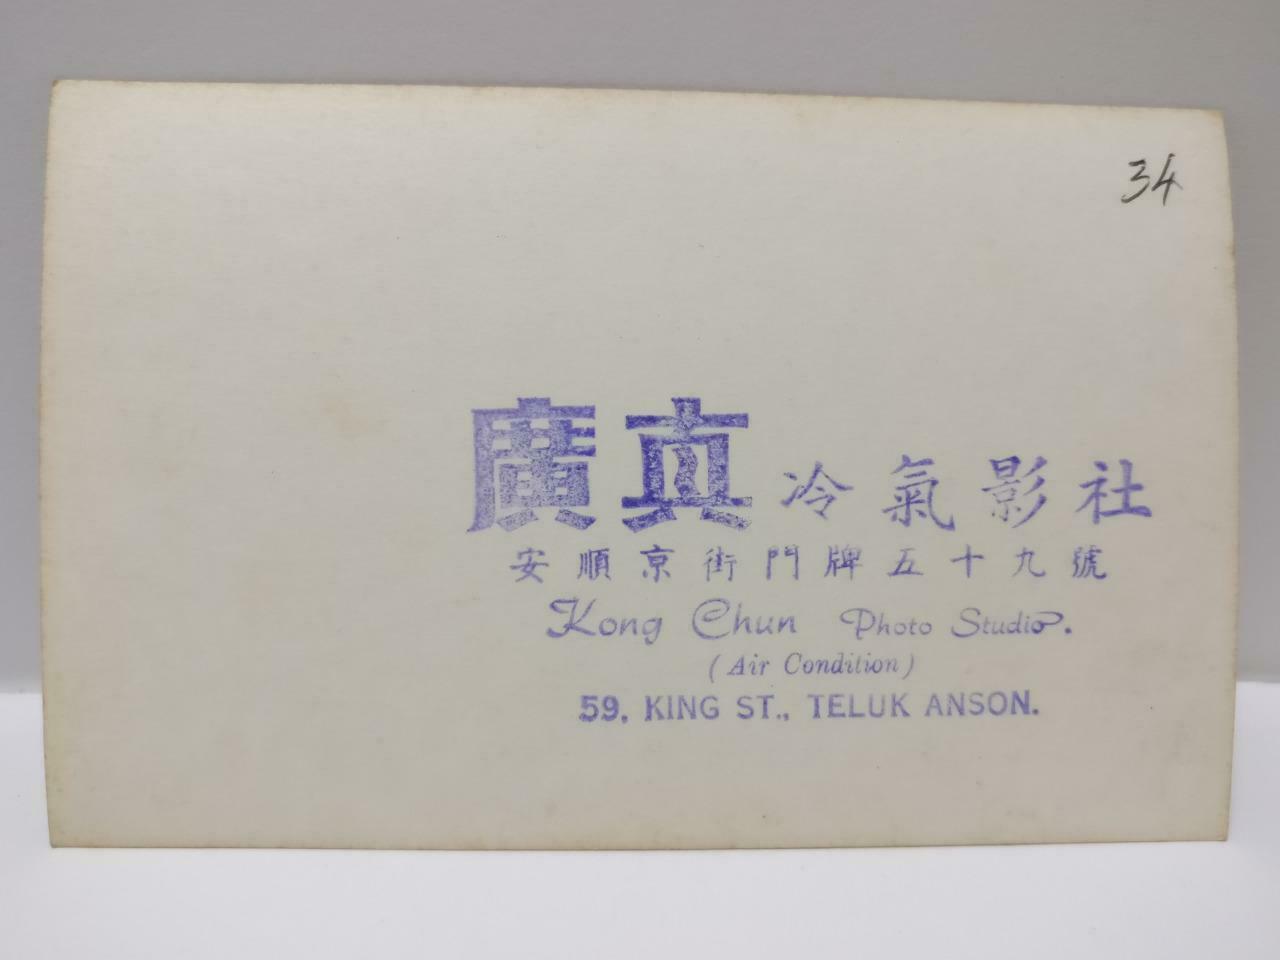 34
廣真冷氣影社
安順京街門牌五十九號
Kong Chun Photo Studio.
(Air Condition)
59, KING ST., TELUK ANSON.